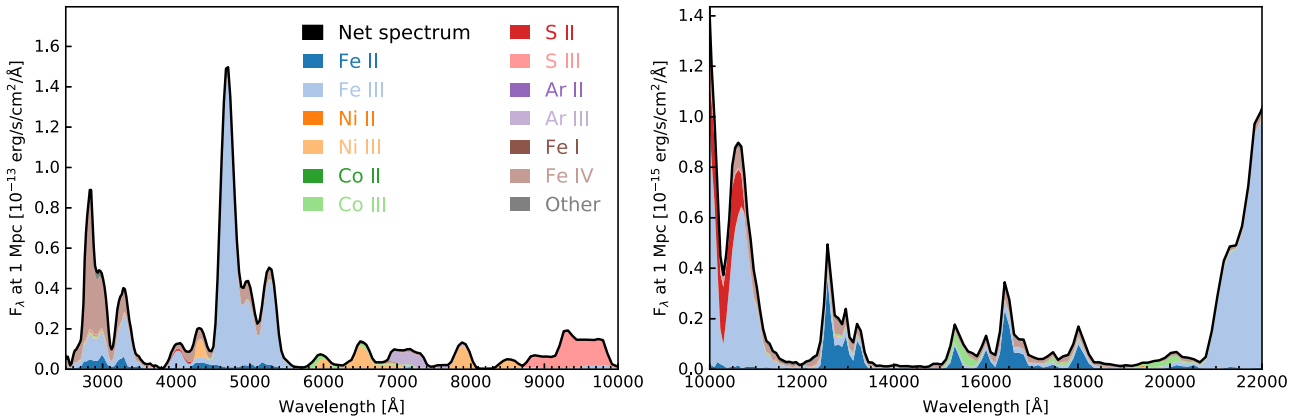 1.6
1.4
1.2
1.0
0.8
0.6
0.4
0.2
0.0
F_λ at 1 Mpc [10⁻¹³ erg/s/cm²/Å]
3000 4000 5000 6000 7000 8000 9000 10000
Wavelength [Å]
Net spectrum
Fe II
Fe III
Ni II
Ni III
Co II
Co III
S II
S III
Ar II
Ar III
Fe I
Fe IV
Other
1.4
1.2
1.0
0.8
0.6
0.4
0.2
0.0
F_λ at 1 Mpc [10⁻¹⁵ erg/s/cm²/Å]
10000 12000 14000 16000 18000 20000 22000
Wavelength [Å]